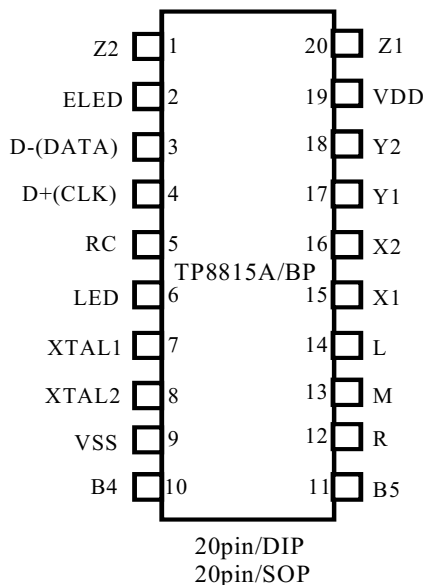 Z2 1 20 Z1
ELED 2 19 VDD
D-(DATA) 3 18 Y2
D+(CLK) 4 17 Y1
RC 5 16 X2
TP8815A/BP
LED 6 15 X1
XTAL1 7 14 L
XTAL2 8 13 M
VSS 9 12 R
B4 10 11 B5
20pin/DIP
20pin/SOP